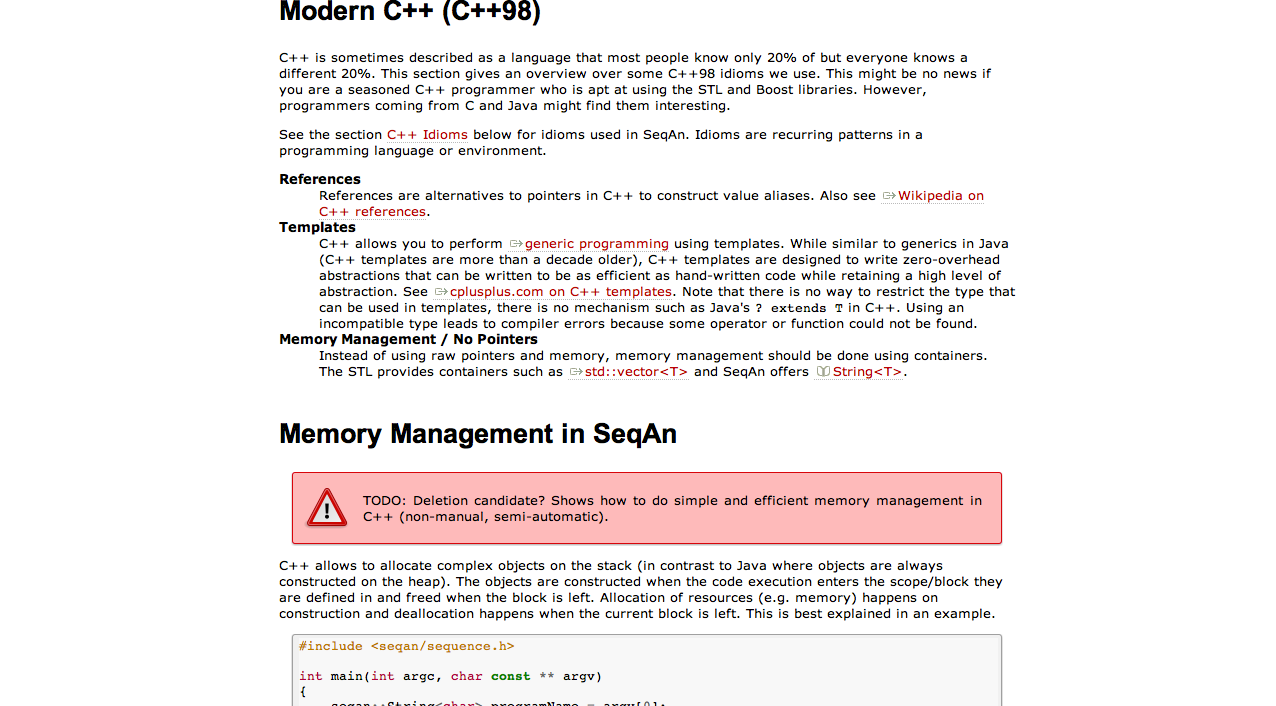 Modern C++ (C++98)
C++ is sometimes described as a language that most people know only 20% of but everyone knows a
different 20%. This section gives an overview over some C++98 idioms we use. This might be no news if
you are a seasoned C++ programmer who is apt at using the STL and Boost libraries. However,
programmers coming from C and Java might find them interesting.
See the section C++ Idioms below for idioms used in SeqAn. Idioms are recurring patterns in a
programming language or environment.
References
References are alternatives to pointers in C++ to construct value aliases. Also see Wikipedia on
C++ references.
Templates
C++ allows you to perform generic programming using templates. While similar to generics in Java
(C++ templates are more than a decade older), C++ templates are designed to write zero-overhead
abstractions that can be written to be as efficient as hand-written code while retaining a high level of
abstraction. See cplusplus.com on C++ templates. Note that there is no way to restrict the type that
can be used in templates, there is no mechanism such as Java's ? extends T in C++. Using an
incompatible type leads to compiler errors because some operator or function could not be found.
Memory Management / No Pointers
Instead of using raw pointers and memory, memory management should be done using containers.
The STL provides containers such as std::vector<T> and SeqAn offers String<T>.
Memory Management in SeqAn
TODO: Deletion candidate? Shows how to do simple and efficient memory management in
C++ (non-manual, semi-automatic).
C++ allows to allocate complex objects on the stack (in contrast to Java where objects are always
constructed on the heap). The objects are constructed when the code execution enters the scope/block they
are defined in and freed when the block is left. Allocation of resources (e.g. memory) happens on
construction and deallocation happens when the current block is left. This is best explained in an example.
#include <seqan/sequence.h>
int main(int argc, char const ** argv)
{
seqan::String<char> programName = argv[0];